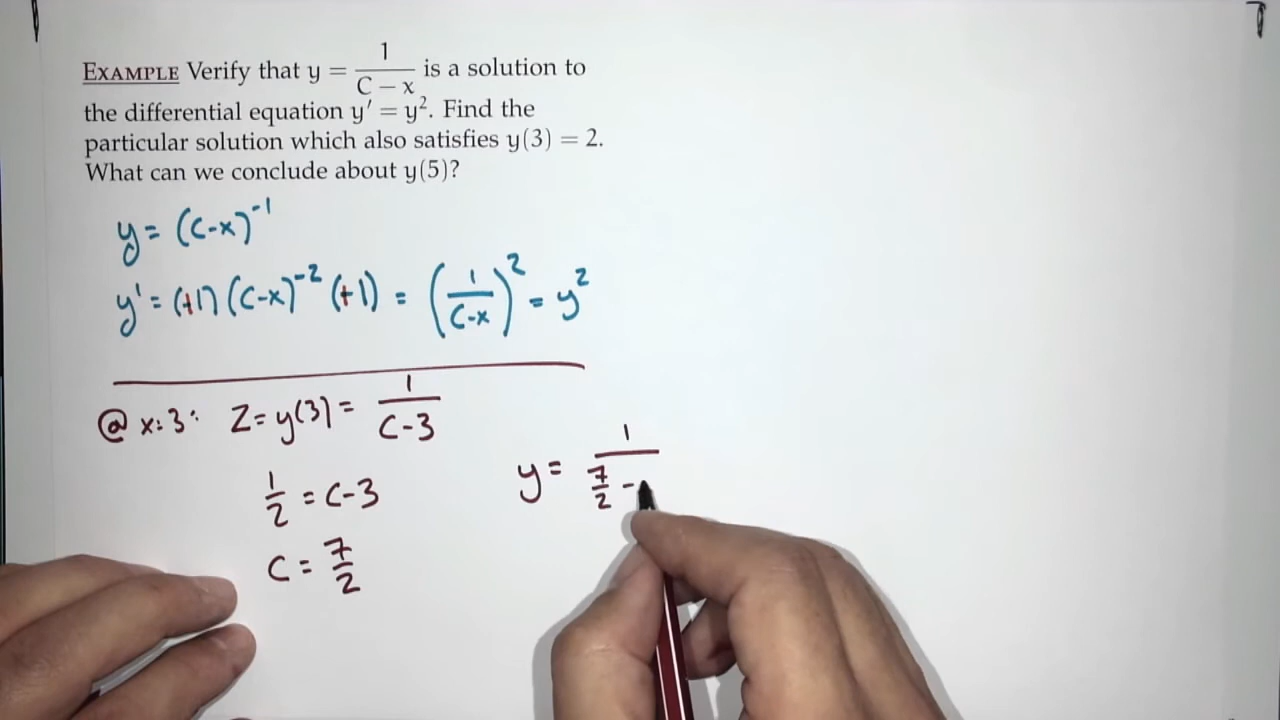 EXAMPLE Verify that y = 1/(C − x) is a solution to
the differential equation y′ = y². Find the
particular solution which also satisfies y(3) = 2.
What can we conclude about y(5)?
y = (C-x)⁻¹
y' = (+1)(C-x)⁻²(+1) = (1/(C-x))² = y²
@ x=3: 2 = y(3) = 1/(C-3)
1/2 = C-3
C = 7/2
y = 1/(7/2 -